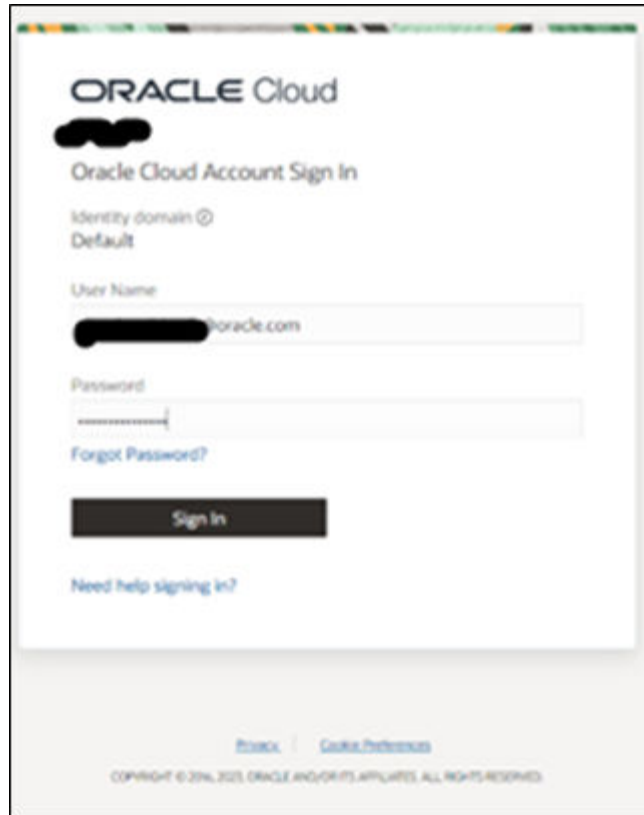 ORACLE Cloud
Oracle Cloud Account Sign In
Identity domain
Default
User Name
@oracle.com
Password
Forgot Password?
Sign In
Need help signing in?
Privacy Cookie Preferences
COPYRIGHT © 2016, 2023, ORACLE AND/OR ITS AFFILIATES. ALL RIGHTS RESERVED.